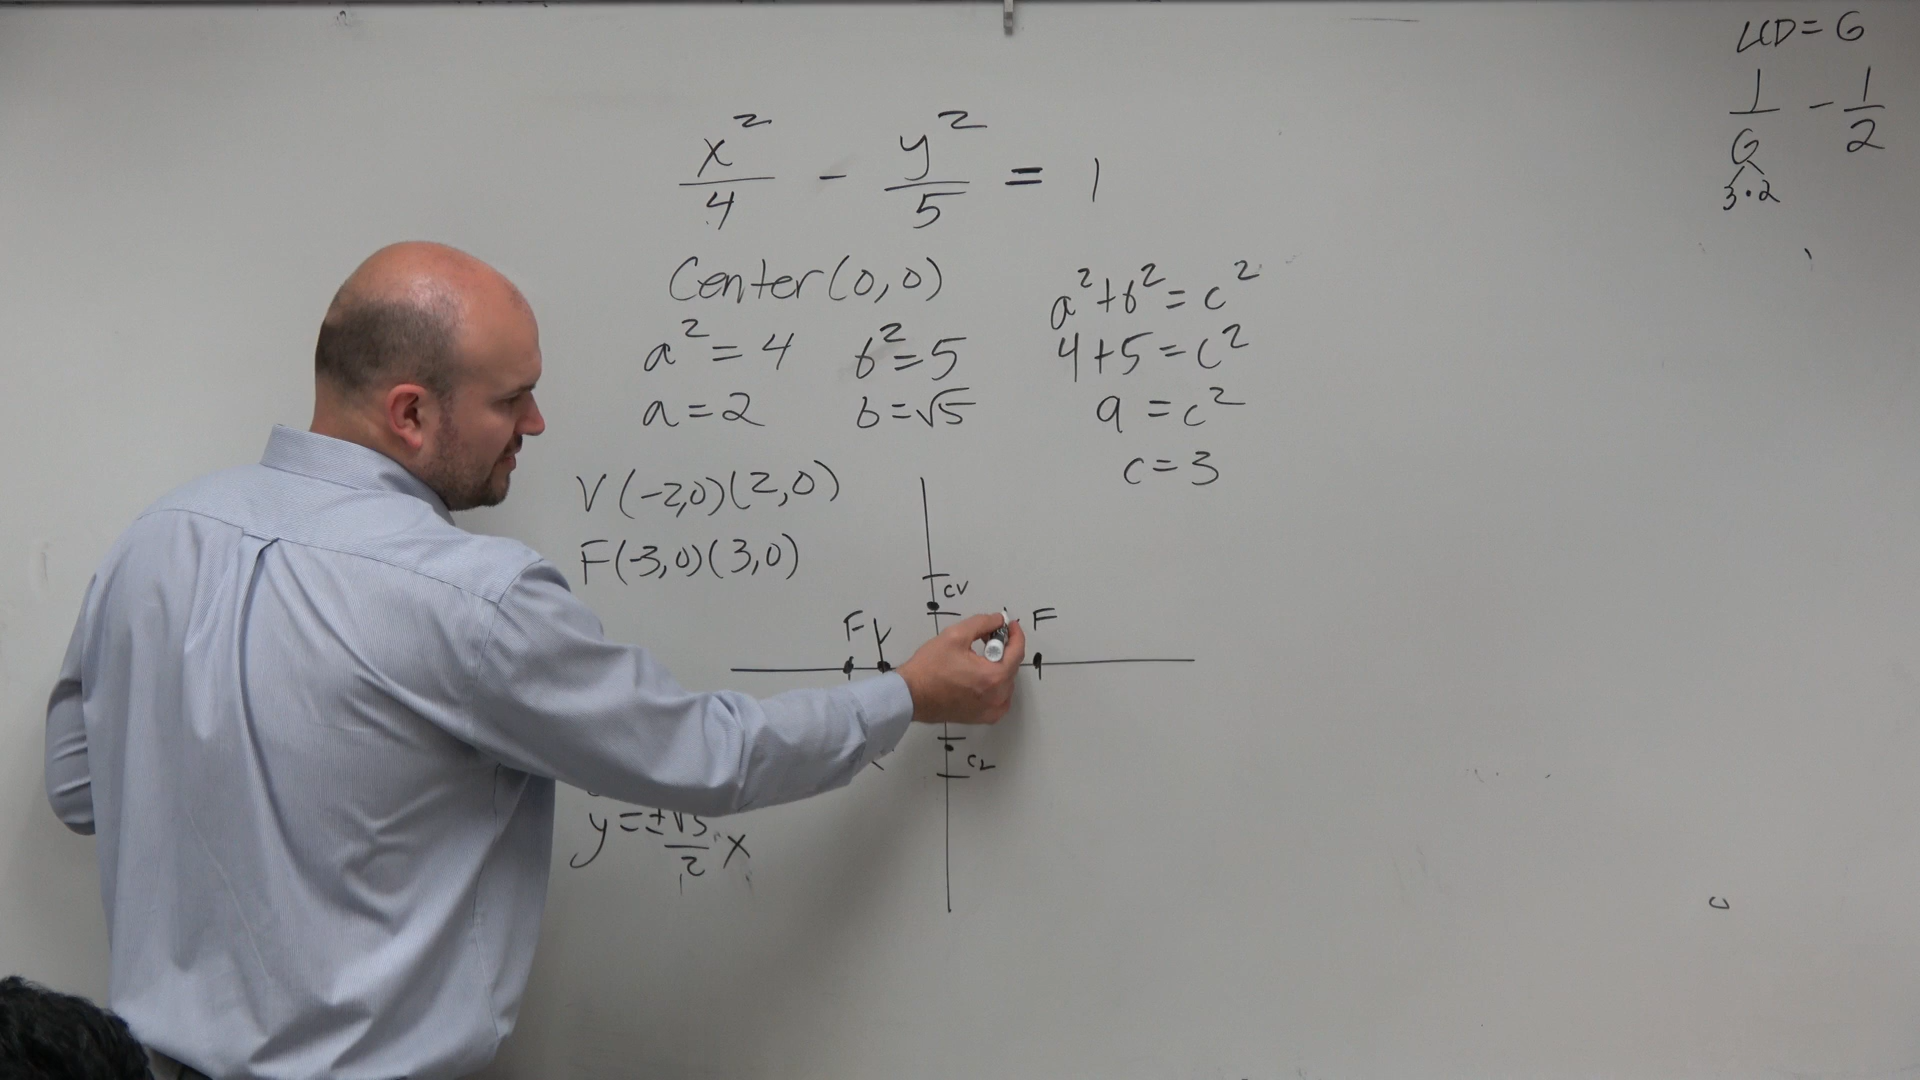 LCD = 6
1/6 - 1/2
3·2
x²/4 - y²/5 = 1
Center (0,0)
a² + b² = c²
a² = 4 b² = 5
4 + 5 = c²
a = 2 b = √5
9 = c²
c = 3
V (-2,0) (2,0)
F (-3,0) (3,0)
CV
F V F
y = ±√5/2 x